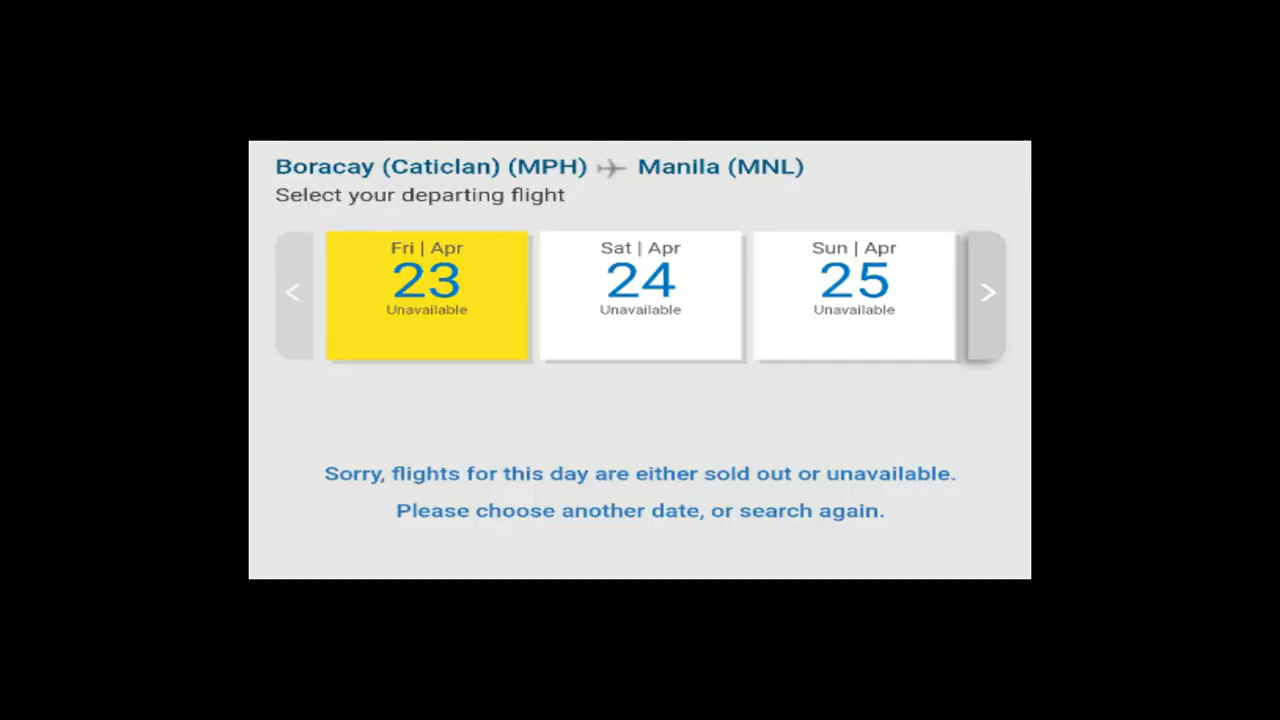 Boracay (Caticlan) (MPH) Manila (MNL)
Select your departing flight
Fri | Apr
23
Unavailable
Sat | Apr
24
Unavailable
Sun | Apr
25
Unavailable
Sorry, flights for this day are either sold out or unavailable.
Please choose another date, or search again.